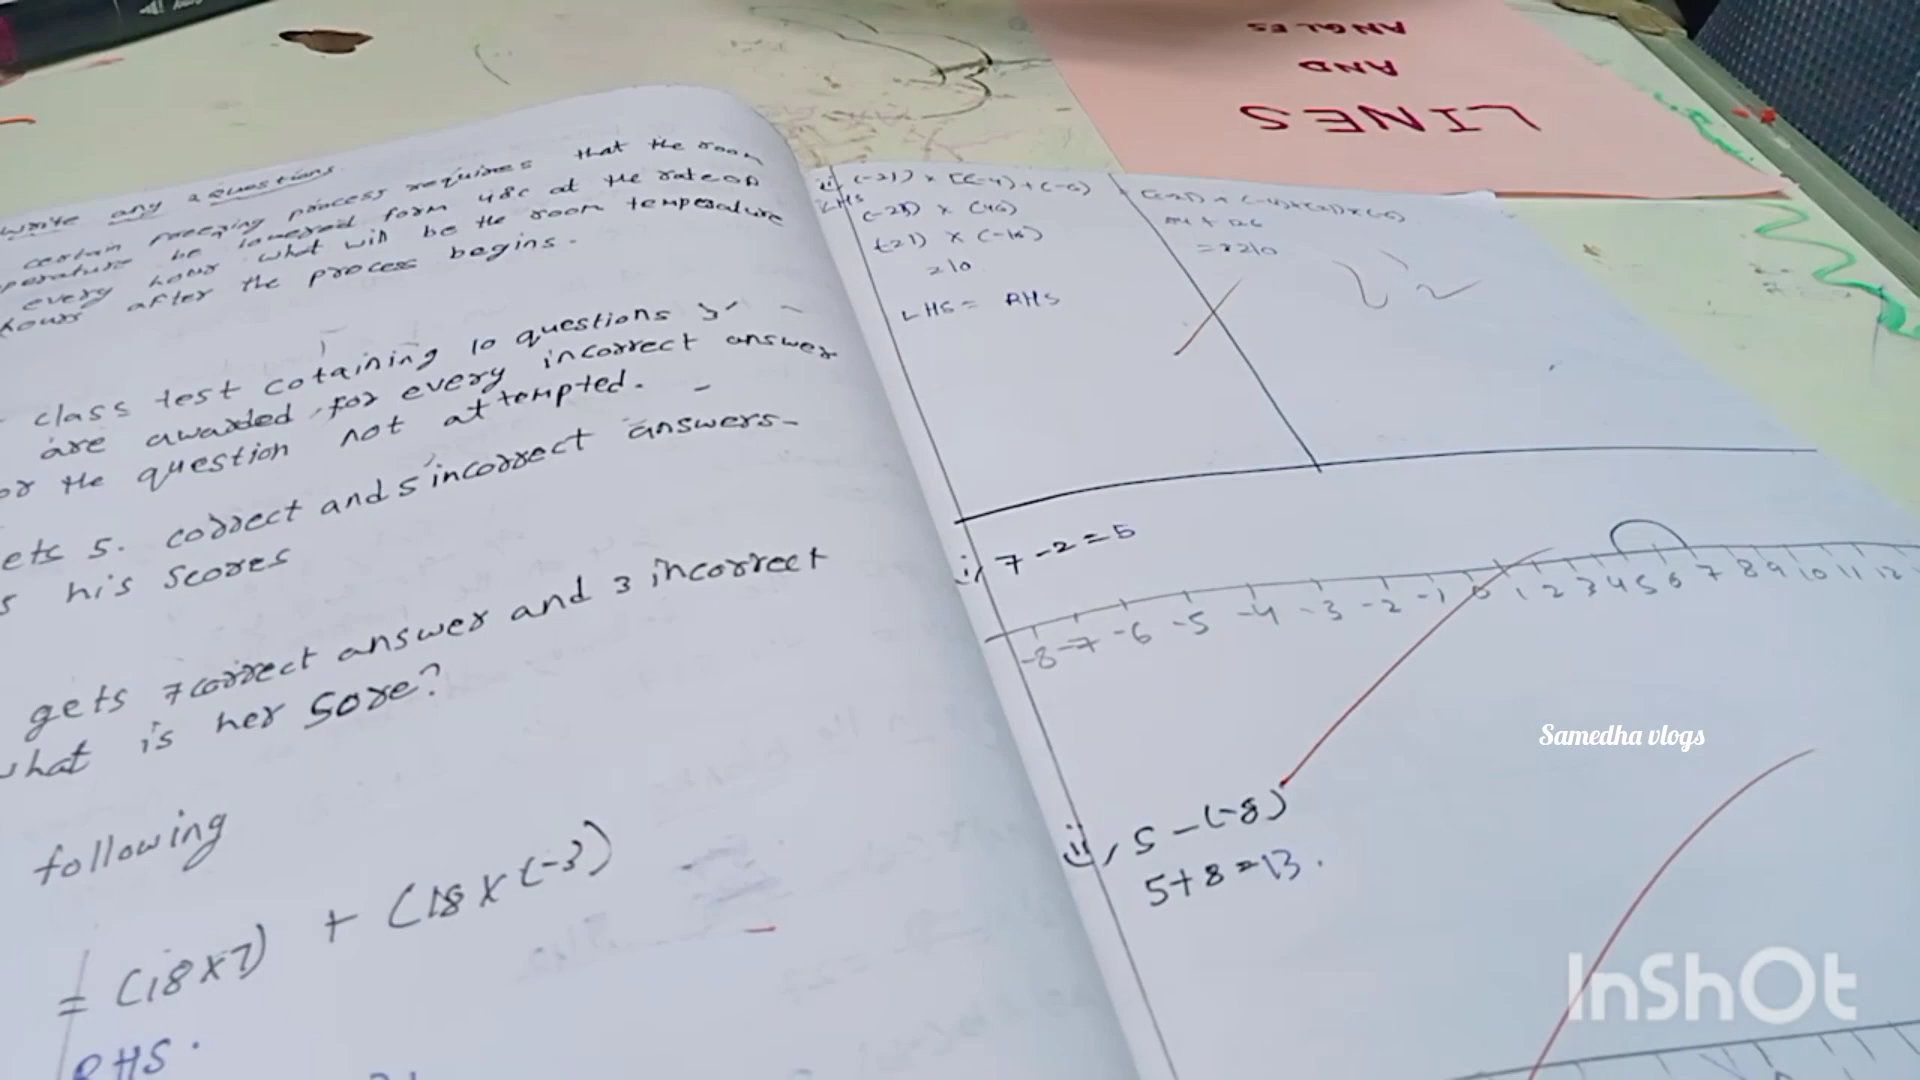 write any 2 questions.
certain freezing process requires that the room
perature be lowered form 48c at the rate of
every hour what will be the room temperature
hours after the process begins.
class test cotaining 10 questions 3
are awarded for every incorrect answer
or the question not attempted.
ets 5. correct and 5 incorrect answers-
s his scores
gets 7 correct answer and 3 incorrect
what is her sore?
following
= (18x7) + (18x(-3)
RHS.
LINES
AND
ANGLES
ii) (-21) x [(-4)+(-6)
LHS
(-21) x (-10)
210
LHS = RHS
= 210
i) 7-2=5
-8 -7 -6 -5 -4 -3 -2 -1 0 1 2 3 4 5 6 7 8 9 10 11 12
ii, 5-(-8)
5+8=13.
Samedha vlogs
InShOt